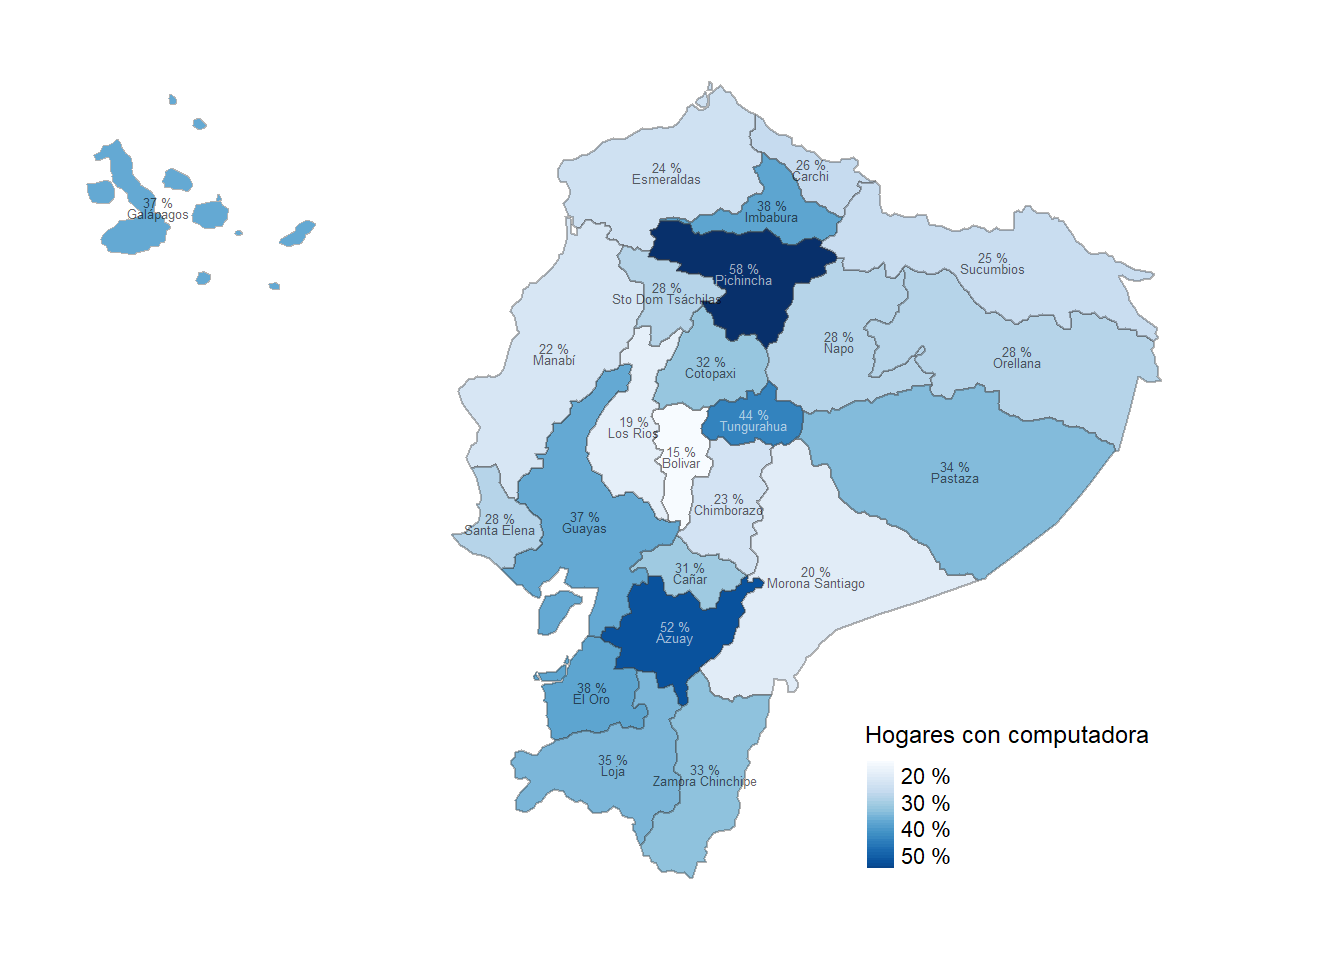 24 %
Esmeraldas
26 %
Carchi
37 %
Galápagos
38 %
Imbabura
25 %
Sucumbios
58 %
Pichincha
28 %
Sto Dom Tsáchilas
22 %
Manabí
28 %
Napo
28 %
Orellana
32 %
Cotopaxi
44 %
Tungurahua
19 %
Los Rios
15 %
Bolivar
34 %
Pastaza
23 %
Chimborazo
28 %
Santa Elena
37 %
Guayas
31 %
Cañar
20 %
Morona Santiago
52 %
Azuay
38 %
El Oro
35 %
Loja
33 %
Zamora Chinchipe
Hogares con computadora
20 %
30 %
40 %
50 %